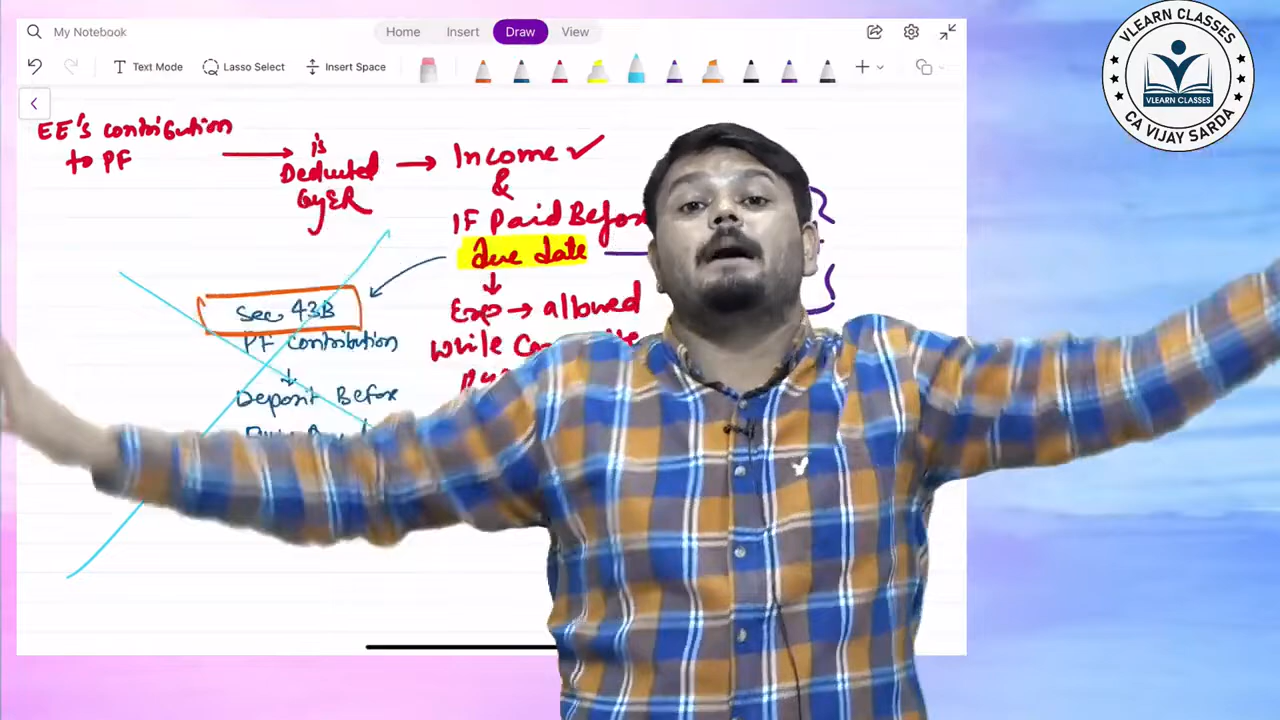 My Notebook
Home Insert Draw View
Text Mode Lasso Select Insert Space
EE's contribution
to PF
is
Deducted
by ER
Income
&
IF Paid Before
due date
Exp → allowed
while
Sec 43B
PF contribution
Deposit Before
VLEARN CLASSES
VLEARN CLASSES
CA VIJAY SARDA